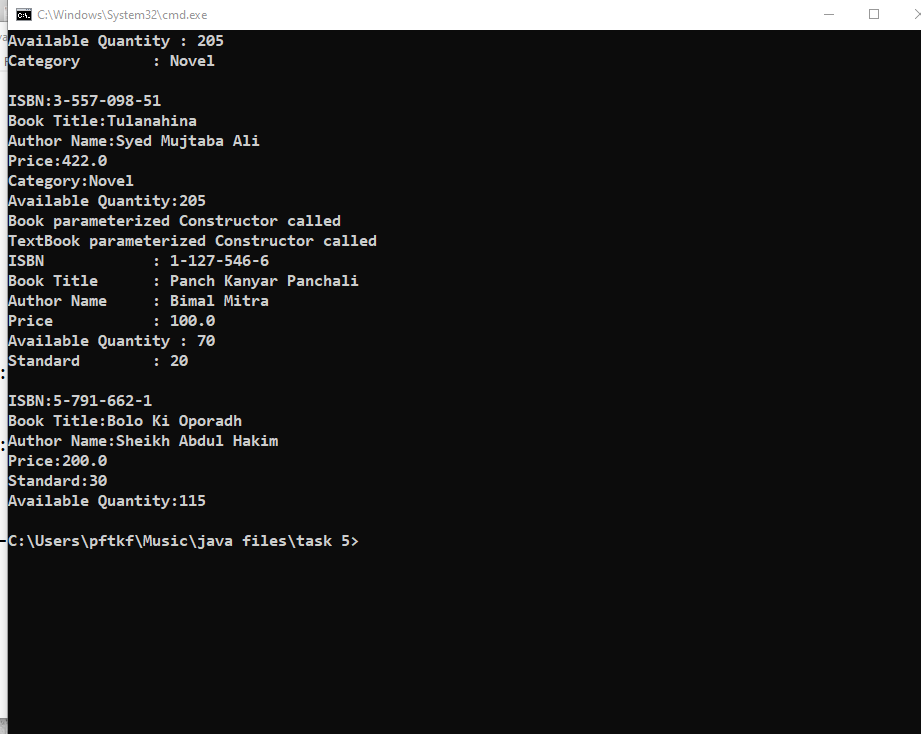 C:\Windows\System32\cmd.exe
Available Quantity : 205
Category        : Novel
ISBN:3-557-098-51
Book Title:Tulanahina
Author Name:Syed Mujtaba Ali
Price:422.0
Category:Novel
Available Quantity:205
Book parameterized Constructor called
TextBook parameterized Constructor called
ISBN            : 1-127-546-6
Book Title      : Panch Kanyar Panchali
Author Name     : Bimal Mitra
Price           : 100.0
Available Quantity : 70
Standard        : 20
ISBN:5-791-662-1
Book Title:Bolo Ki Oporadh
Author Name:Sheikh Abdul Hakim
Price:200.0
Standard:30
Available Quantity:115
C:\Users\pftkf\Music\java files\task 5>